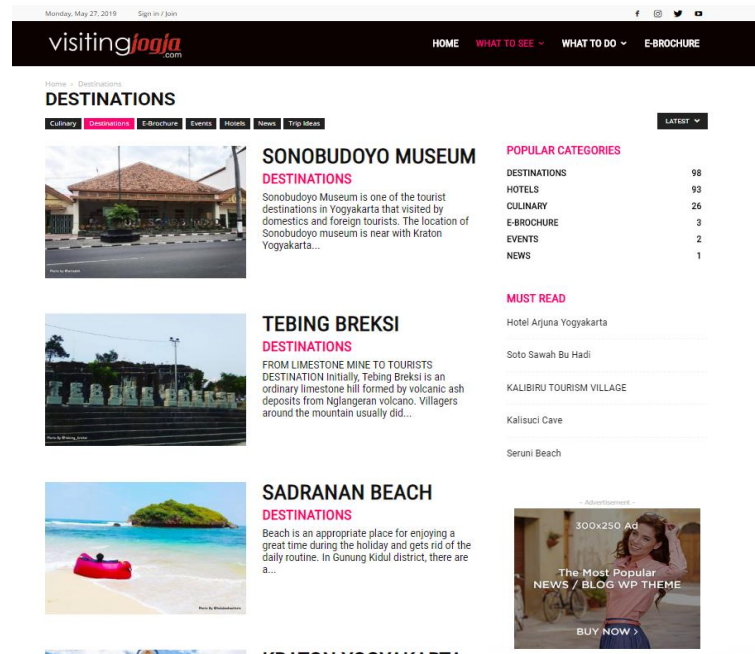 Monday, May 27, 2019 Sign in / Join
visitingjogja
.com
HOME WHAT TO SEE WHAT TO DO E-BROCHURE
Home Destinations
DESTINATIONS
Culinary Destinations E-Brochure Events Hotels News Trip Ideas
LATEST
SONOBUDOYO MUSEUM
DESTINATIONS
Sonobudoyo Museum is one of the tourist
destinations in Yogyakarta that visited by
domestics and foreign tourists. The location of
Sonobudoyo museum is near with Kraton
Yogyakarta...
TEBING BREKSI
TEBING BREKSI
DESTINATIONS
FROM LIMESTONE MINE TO TOURISTS
DESTINATION Initially, Tebing Breksi is an
ordinary limestone hill formed by volcanic ash
deposits from Nglangeran volcano. Villagers
around the mountain usually did...
SADRANAN BEACH
DESTINATIONS
Beach is an appropriate place for enjoying a
great time during the holiday and gets rid of the
daily routine. In Gunung Kidul district, there are
a...
KRATON YOGYAKARTA
POPULAR CATEGORIES
DESTINATIONS 98
HOTELS 93
CULINARY 26
E-BROCHURE 3
EVENTS 2
NEWS 1
MUST READ
Hotel Arjuna Yogyakarta
Soto Sawah Bu Hadi
KALIBIRU TOURISM VILLAGE
Kalisuci Cave
Seruni Beach
- Advertisement -
300x250 Ad
The Most Popular
NEWS / BLOG WP THEME
BUY NOW >